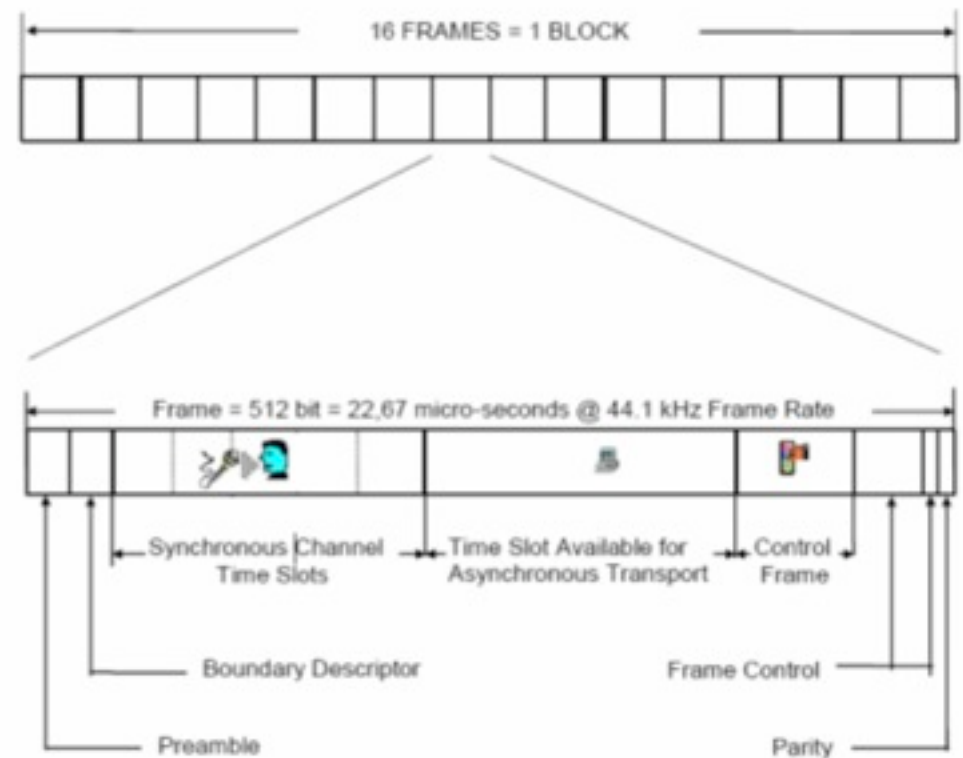 16 FRAMES = 1 BLOCK
Frame = 512 bit = 22,67 micro-seconds @ 44.1 kHz Frame Rate
Synchronous Channel
Time Slots
Time Slot Available for
Asynchronous Transport
Control
Frame
Boundary Descriptor
Frame Control
Preamble
Parity